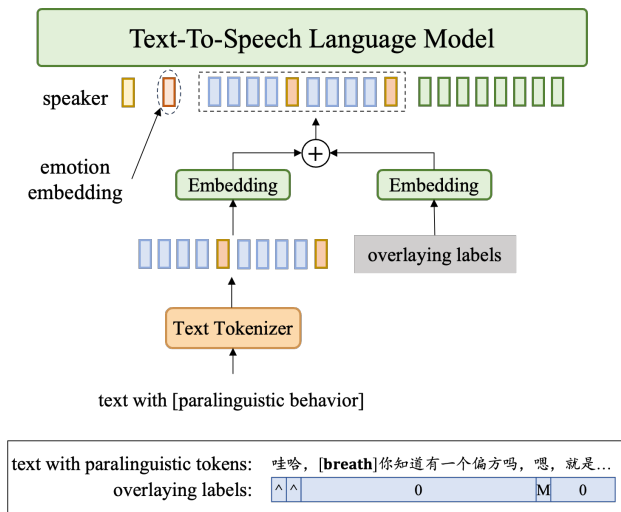 Text-To-Speech Language Model
speaker
emotion
embedding
+
Embedding
Embedding
overlaying labels
Text Tokenizer
text with [paralinguistic behavior]
text with paralinguistic tokens: 哇哈，[breath]你知道有一个偏方吗，嗯，就是...
overlaying labels: ^ ^ 0 M 0